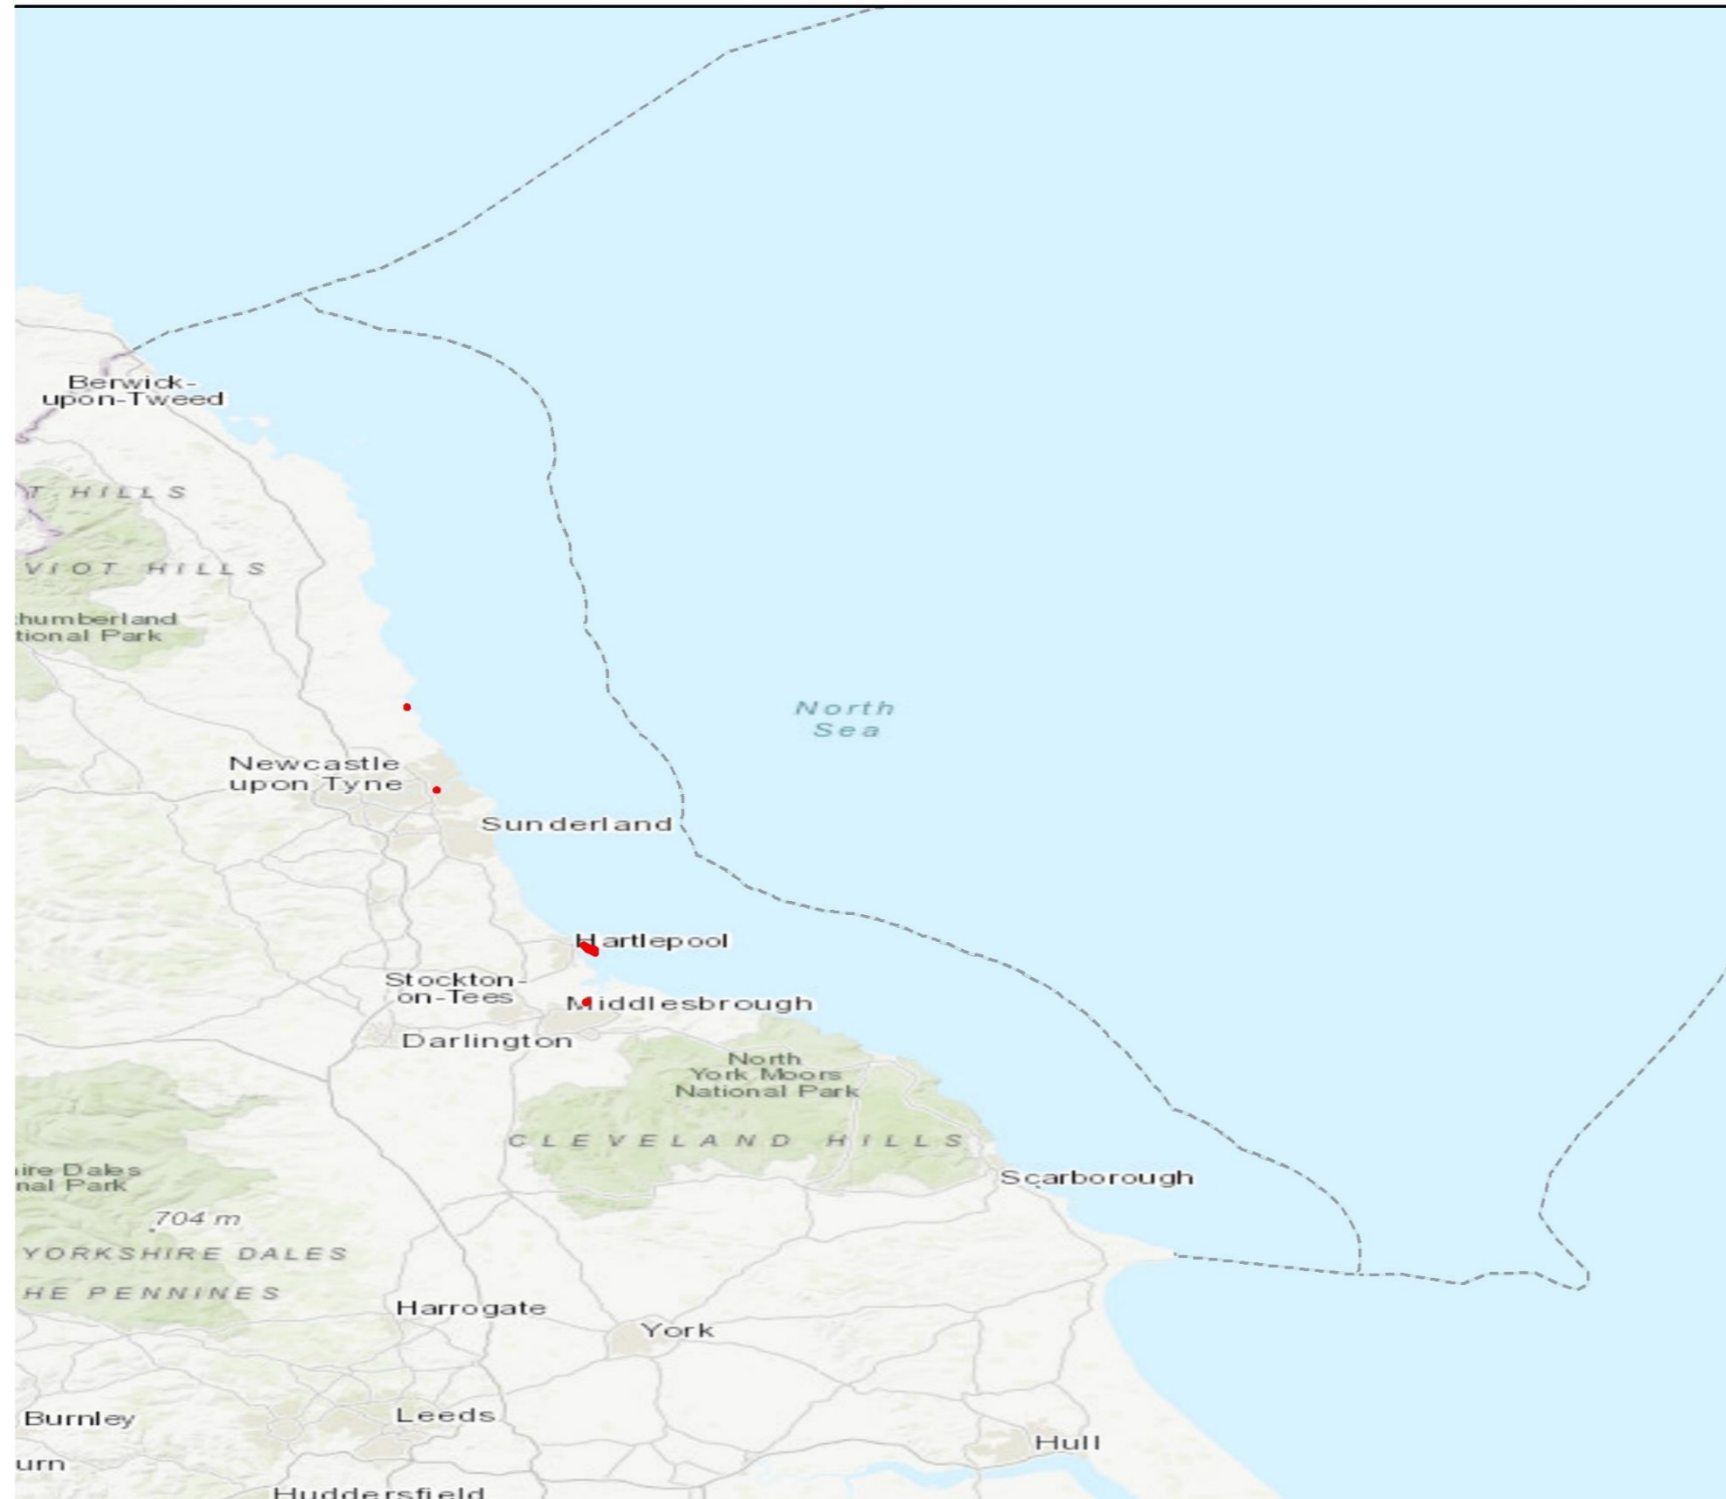 Berwick-
upon-Tweed
T HILLS
VIOT HILLS
humberland
tional Park
North
Sea
Newcastle
upon Tyne
Sunderland
Hartlepool
Stockton-
on-Tees
Middlesbrough
Darlington
North
York Moors
National Park
CLEVELAND HILLS
ire Dales
nal Park
Scarborough
704 m
YORKSHIRE DALES
HE PENNINES
Harrogate
York
Burnley
Leeds
Hull
urn
Huddersfield